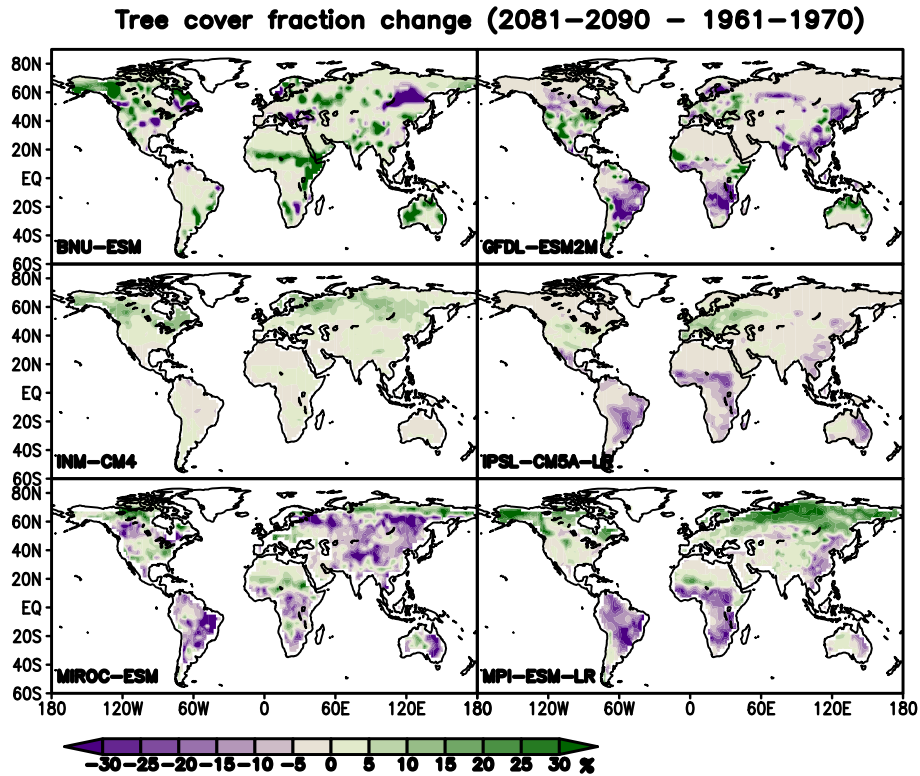 Tree cover fraction change (2081−2090 − 1961−1970)
80N
60N
40N
20N
EQ
20S
40S
60S
BNU−ESM
GFDL−ESM2M
80N
60N
40N
20N
EQ
20S
40S
60S
INM−CM4
IPSL−CM5A−LR
80N
60N
40N
20N
EQ
20S
40S
60S
MIROC−ESM
MPI−ESM−LR
180 120W 60W 0 60E 120E 180 120W 60W 0 60E 120E 180
−30 −25 −20 −15 −10 −5 0 5 10 15 20 25 30 %